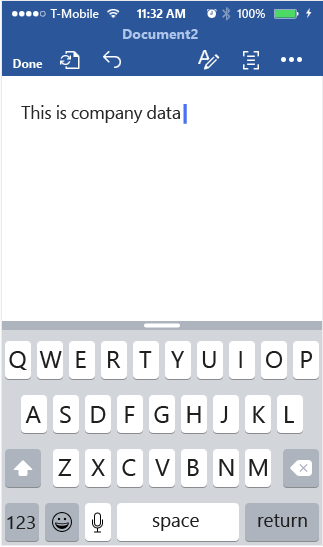 T-Mobile 11:32 AM 100%
Document2
Done
This is company data
Q W E R T Y U I O P
A S D F G H J K L
Z X C V B N M
123 space return